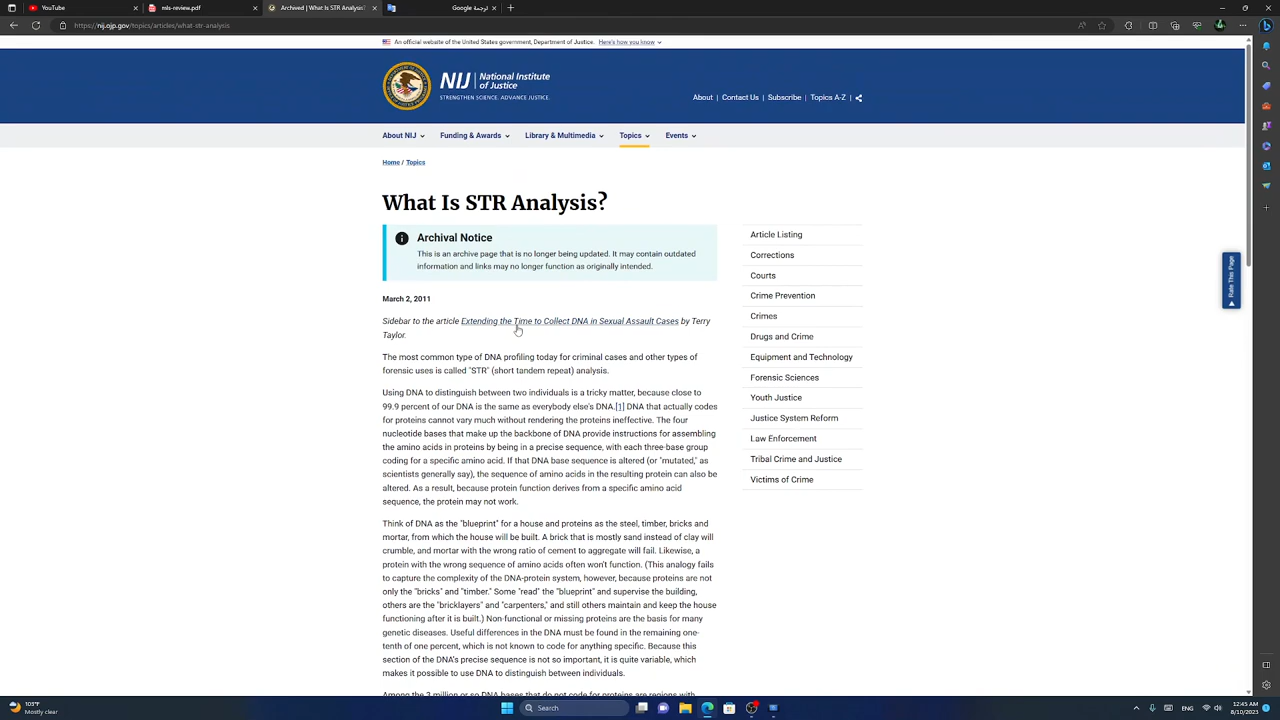 YouTube
mls-review.pdf
Archived | What Is STR Analysis?
ترجمة Google
https://nij.ojp.gov/topics/articles/what-str-analysis
An official website of the United States government, Department of Justice. Here's how you know
NIJ | National Institute of Justice
STRENGTHEN SCIENCE. ADVANCE JUSTICE.
About | Contact Us | Subscribe | Topics A-Z |
About NIJ Funding & Awards Library & Multimedia Topics Events
Home / Topics
What Is STR Analysis?
Archival Notice
This is an archive page that is no longer being updated. It may contain outdated
information and links may no longer function as originally intended.
March 2, 2011
Sidebar to the article Extending the Time to Collect DNA in Sexual Assault Cases by Terry
Taylor.
The most common type of DNA profiling today for criminal cases and other types of
forensic uses is called "STR" (short tandem repeat) analysis.
Using DNA to distinguish between two individuals is a tricky matter, because close to
99.9 percent of our DNA is the same as everybody else's DNA.[1] DNA that actually codes
for proteins cannot vary much without rendering the proteins ineffective. The four
nucleotide bases that make up the backbone of DNA provide instructions for assembling
the amino acids in proteins by being in a precise sequence, with each three-base group
coding for a specific amino acid. If that DNA base sequence is altered (or "mutated," as
scientists generally say), the sequence of amino acids in the resulting protein can also be
altered. As a result, because protein function derives from a specific amino acid
sequence, the protein may not work.
Think of DNA as the "blueprint" for a house and proteins as the steel, timber, bricks and
mortar, from which the house will be built. A brick that is mostly sand instead of clay will
crumble, and mortar with the wrong ratio of cement to aggregate will fail. Likewise, a
protein with the wrong sequence of amino acids often won't function. (This analogy fails
to capture the complexity of the DNA-protein system, however, because proteins are not
only the "bricks" and "timber." Some "read" the "blueprint" and supervise the building,
others are the "bricklayers" and "carpenters," and still others maintain and keep the house
functioning after it is built.) Non-functional or missing proteins are the basis for many
genetic diseases. Useful differences in the DNA must be found in the remaining one-
tenth of one percent, which is not known to code for anything specific. Because this
section of the DNA's precise sequence is not so important, it is quite variable, which
makes it possible to use DNA to distinguish between individuals.
Among the 3 million or so DNA bases that do not code for proteins are regions with
Article Listing
Corrections
Courts
Crime Prevention
Crimes
Drugs and Crime
Equipment and Technology
Forensic Sciences
Youth Justice
Justice System Reform
Law Enforcement
Tribal Crime and Justice
Victims of Crime
Rate This Page
103°F
Mostly clear
Search
ENG
12:45 AM
8/10/2023